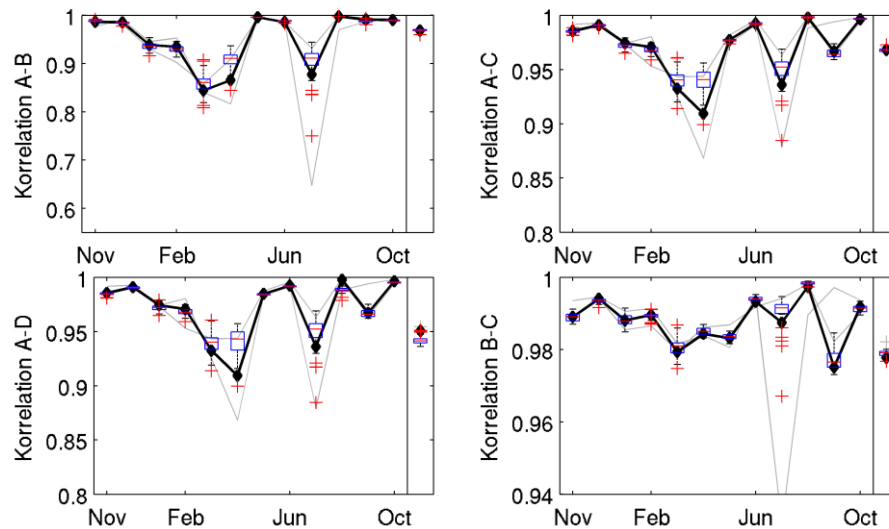 Korrelation A-B
1
0.9
0.8
0.7
0.6
Nov
Feb
Jun
Oct
Korrelation A-C
1
0.95
0.9
0.85
0.8
Nov
Feb
Jun
Oct
Korrelation A-D
1
0.95
0.9
0.85
0.8
Nov
Feb
Jun
Oct
Korrelation B-C
1
0.98
0.96
0.94
Nov
Feb
Jun
Oct